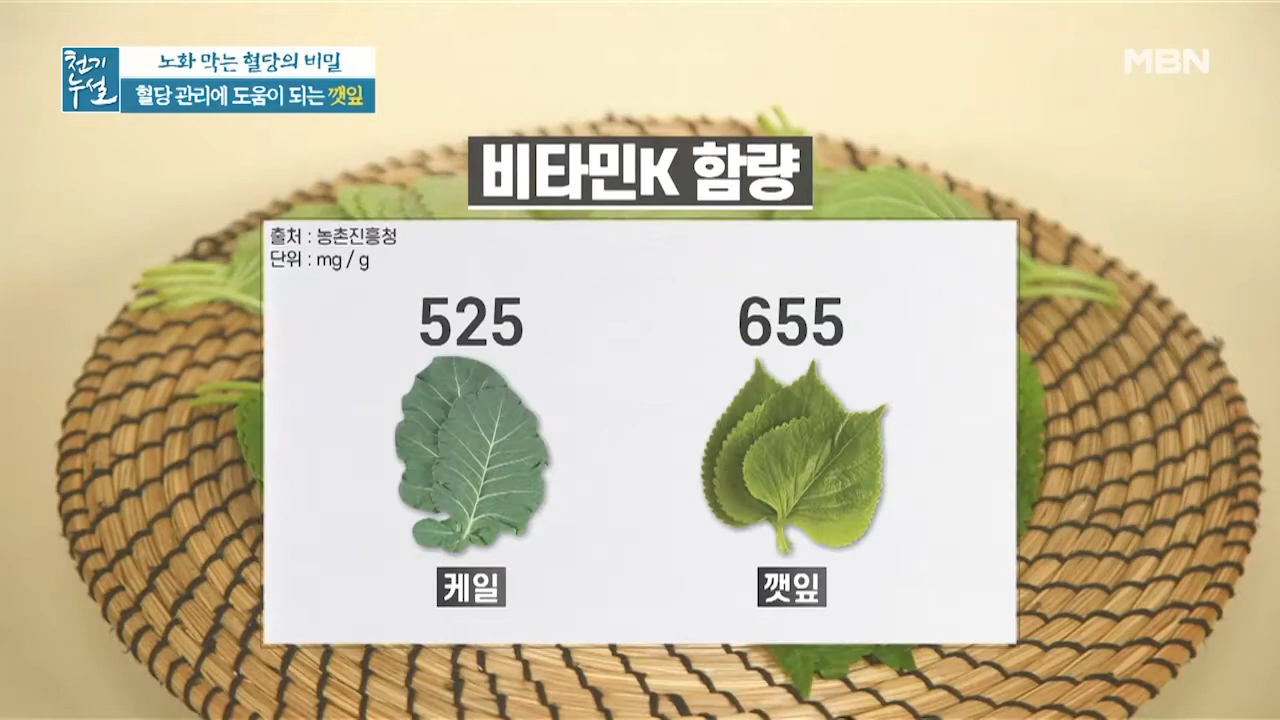 천기누설
노화 막는 혈당의 비밀
혈당 관리에 도움이 되는 깻잎
MBN
비타민K 함량
출처 : 농촌진흥청
단위 : mg / g
525
655
케일
깻잎